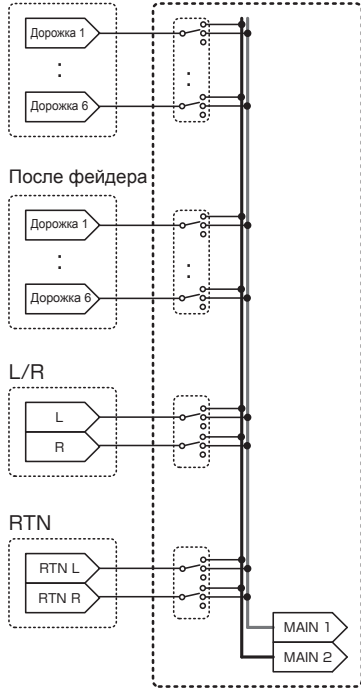 Дорожка 1
:
Дорожка 6
:
После фейдера
Дорожка 1
:
Дорожка 6
:
L/R
L
R
RTN
RTN L
RTN R
MAIN 1
MAIN 2